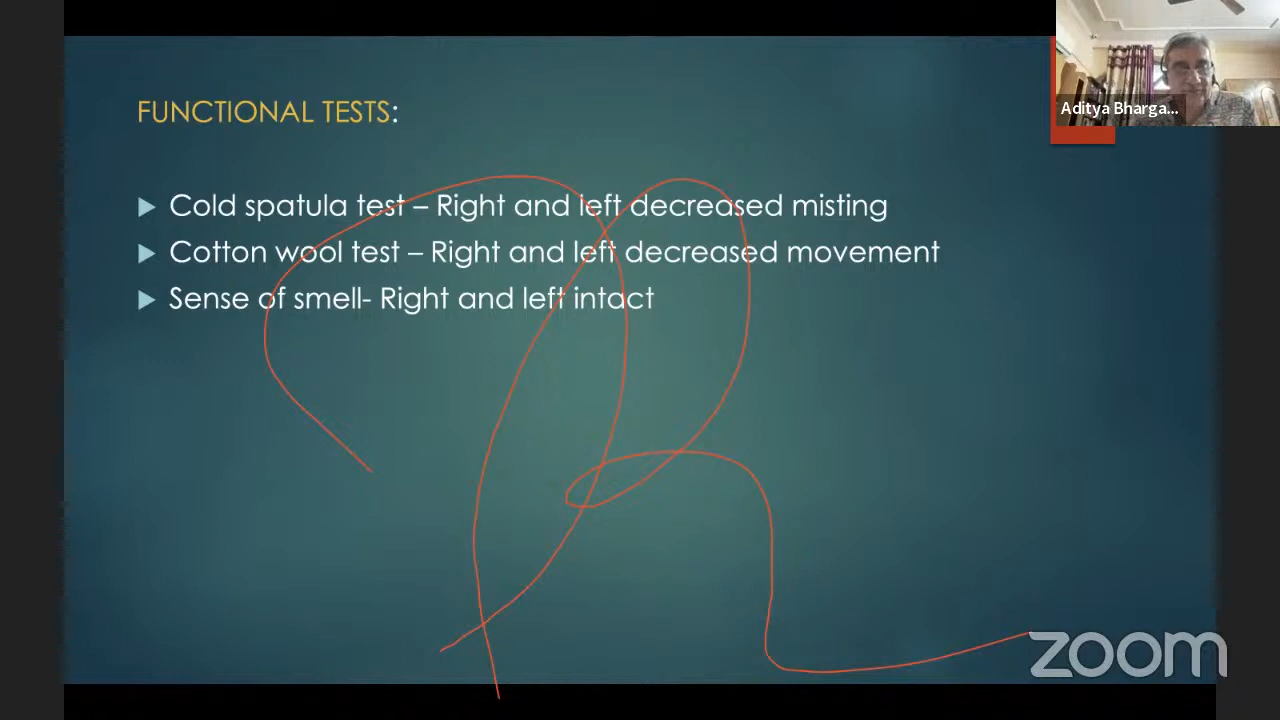 Aditya Bharga...
FUNCTIONAL TESTS:
Cold spatula test – Right and left decreased misting
Cotton wool test – Right and left decreased movement
Sense of smell- Right and left intact
zoom